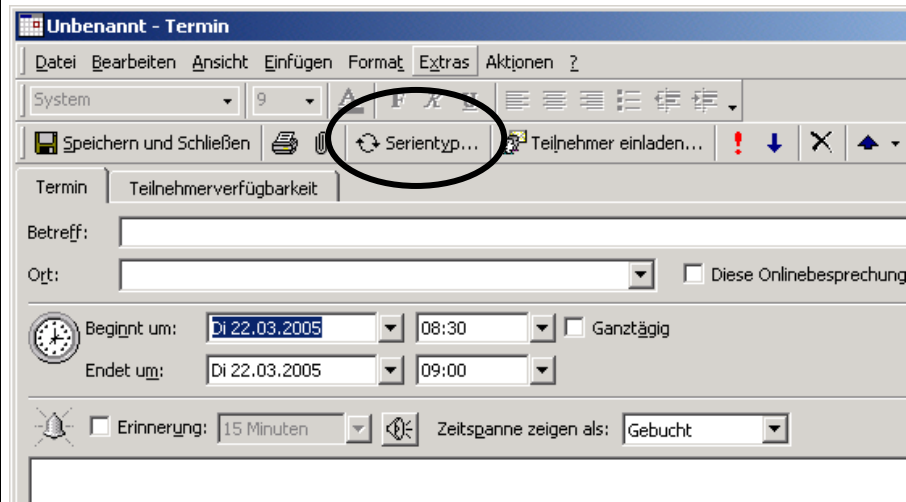 Unbenannt - Termin
Datei Bearbeiten Ansicht Einfügen Format Extras Aktionen ?
System 9 A F K U
Speichern und Schließen Serientyp... Teilnehmer einladen...
Termin Teilnehmerverfügbarkeit
Betreff:
Ort: Diese Onlinebesprechung
Beginnt um: Di 22.03.2005 08:30 Ganztägig
Endet um: Di 22.03.2005 09:00
Erinnerung: 15 Minuten Zeitspanne zeigen als: Gebucht